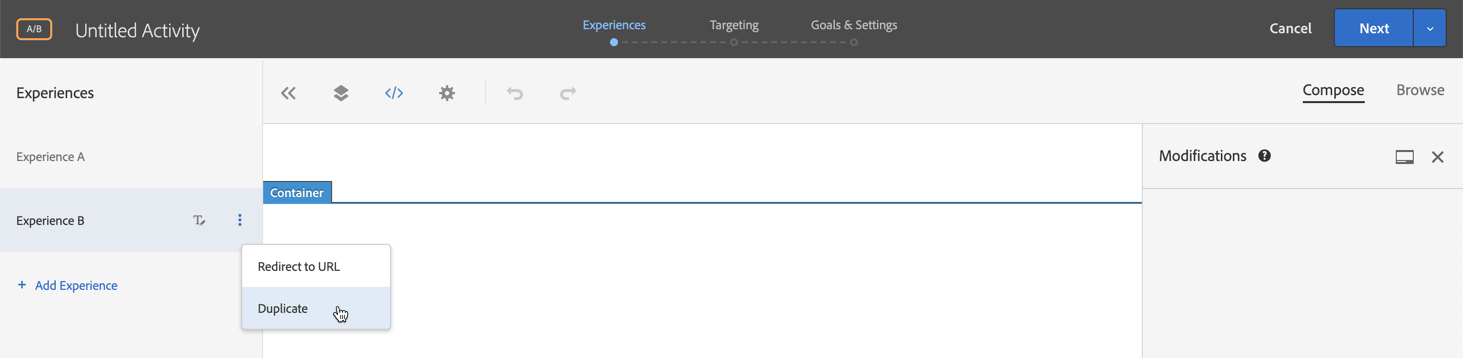 A/B
Untitled Activity
Experiences
Targeting
Goals & Settings
Cancel
Next
Experiences
</>
Compose
Browse
Experience A
Modifications ?
Container
Experience B
Redirect to URL
+ Add Experience
Duplicate